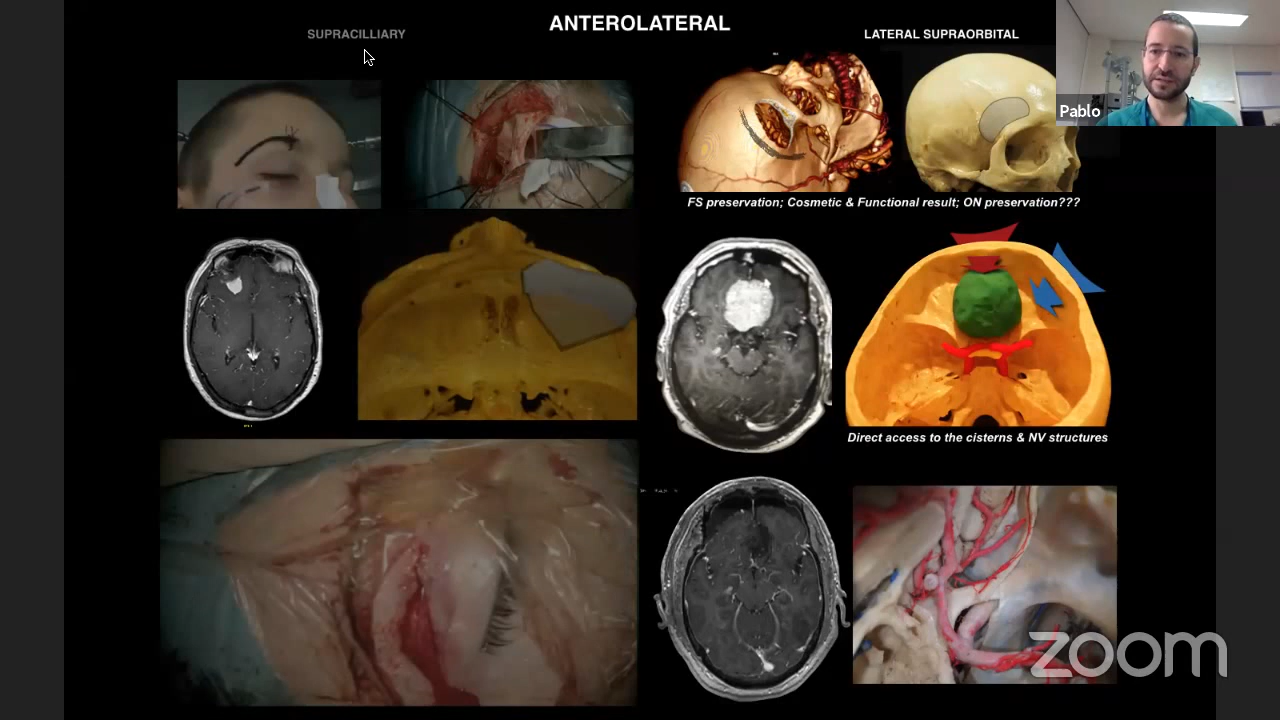 ANTEROLATERAL
SUPRACILLIARY
LATERAL SUPRAORBITAL
Pablo
FS preservation; Cosmetic & Functional result; ON preservation???
Direct access to the cisterns & NV structures
zoom